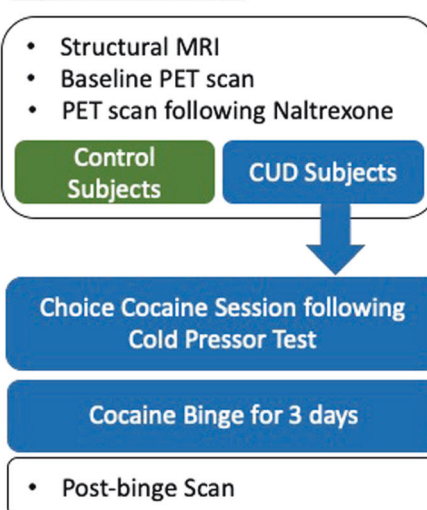 • Structural MRI
• Baseline PET scan
• PET scan following Naltrexone
Control
Subjects
CUD Subjects
Choice Cocaine Session following
Cold Pressor Test
Cocaine Binge for 3 days
• Post-binge Scan